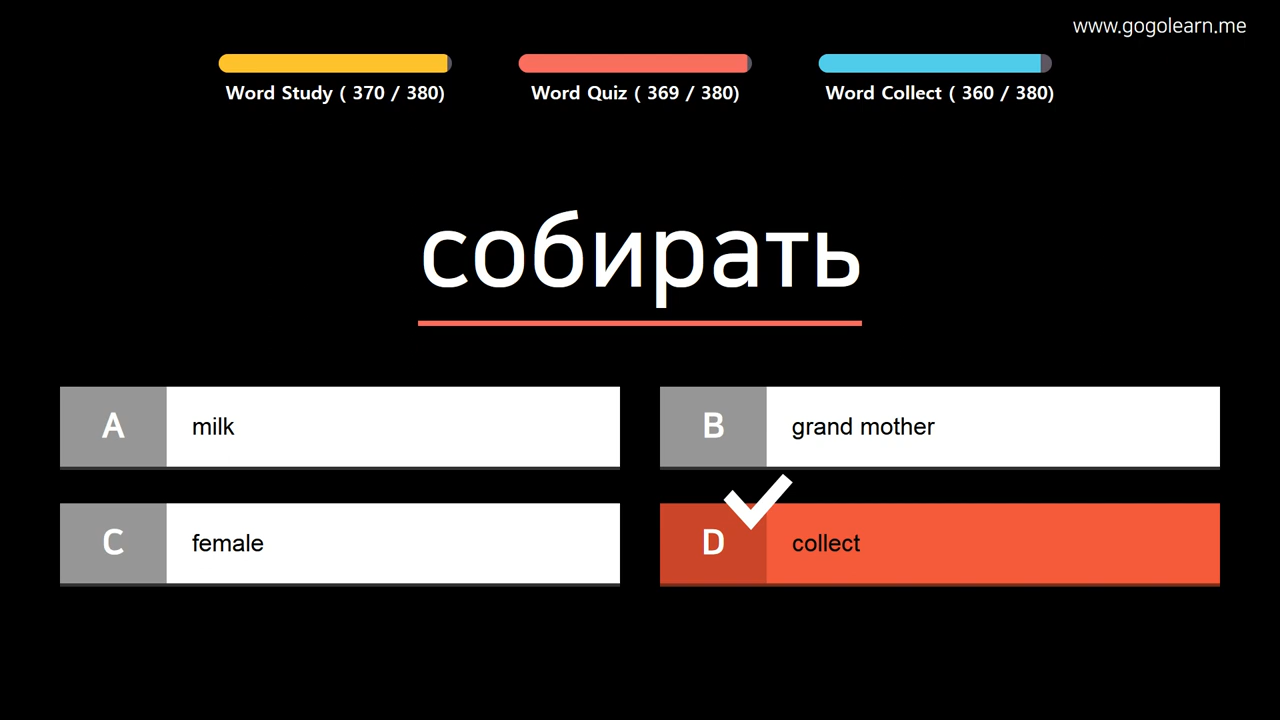 www.gogolearn.me
Word Study ( 370 / 380)
Word Quiz ( 369 / 380)
Word Collect ( 360 / 380)
собирать
A milk
B grand mother
C female
D collect